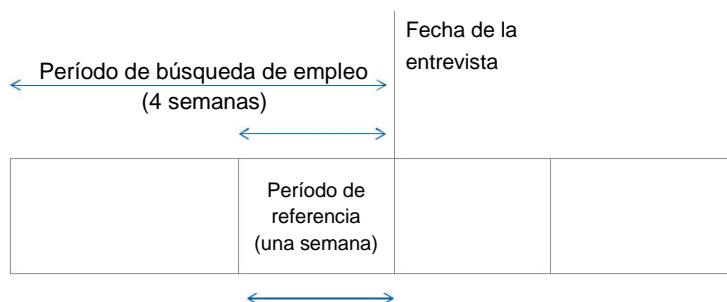 Fecha de la
entrevista
Período de búsqueda de empleo
(4 semanas)
Período de
referencia
(una semana)